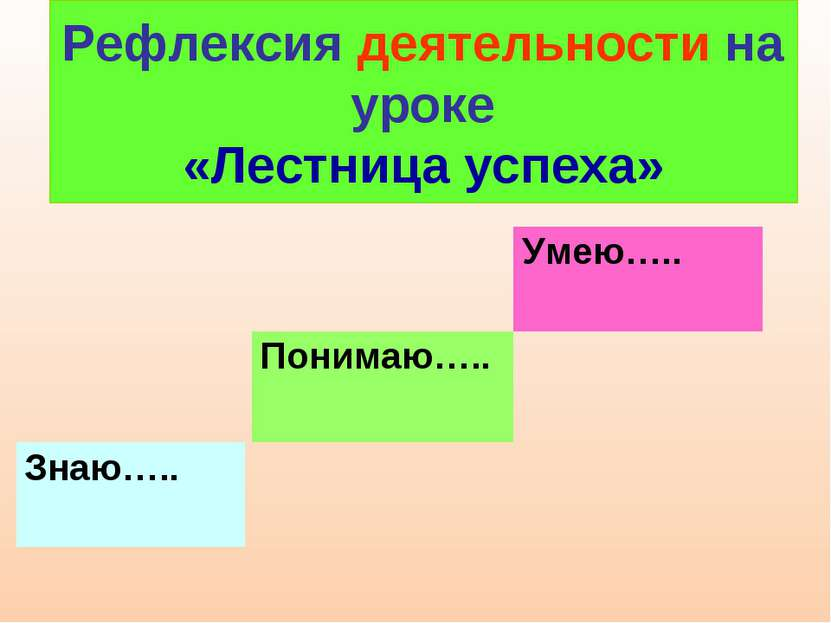 Рефлексия деятельности на
уроке
«Лестница успеха»
Умею…..
Понимаю…..
Знаю…..